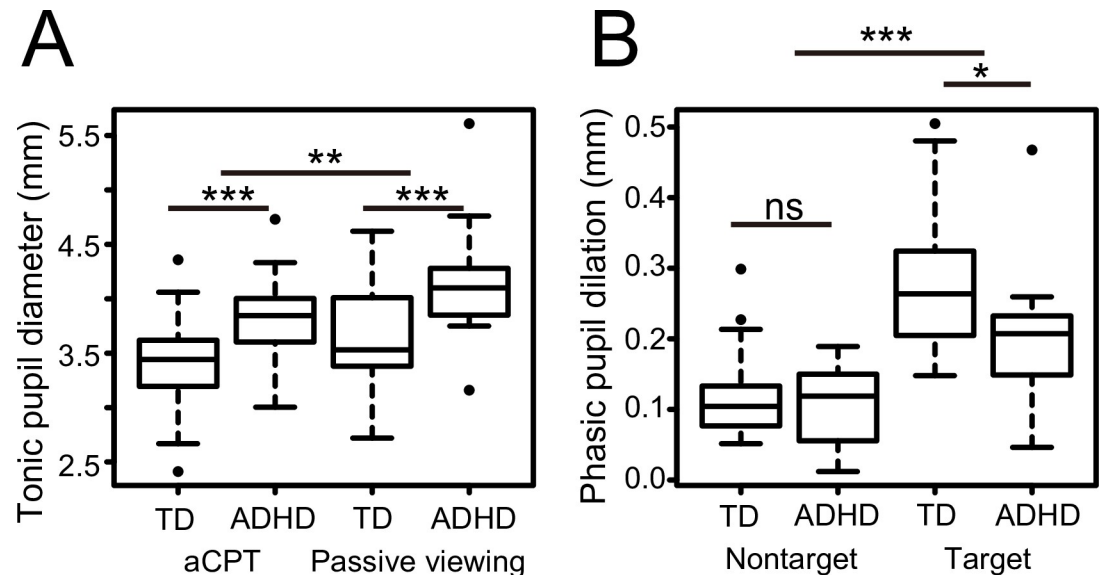 A
Tonic pupil diameter (mm)
5.5
4.5
3.5
2.5
**
***
***
TD ADHD TD ADHD
aCPT Passive viewing
B
Phasic pupil dilation (mm)
0.5
0.4
0.3
0.2
0.1
0.0
***
*
ns
TD ADHD TD ADHD
Nontarget Target